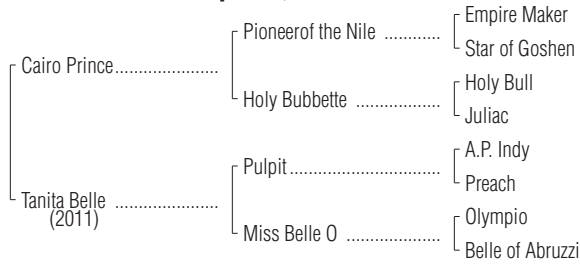 Empire Maker
Pioneerof the Nile ............
Star of Goshen
Cairo Prince......................
Holy Bull
Holy Bubbette ..................
Juliac
A.P. Indy
Pulpit................................
Preach
Tanita Belle ......................
(2011)
Olympio
Miss Belle O ....................
Belle of Abruzzi